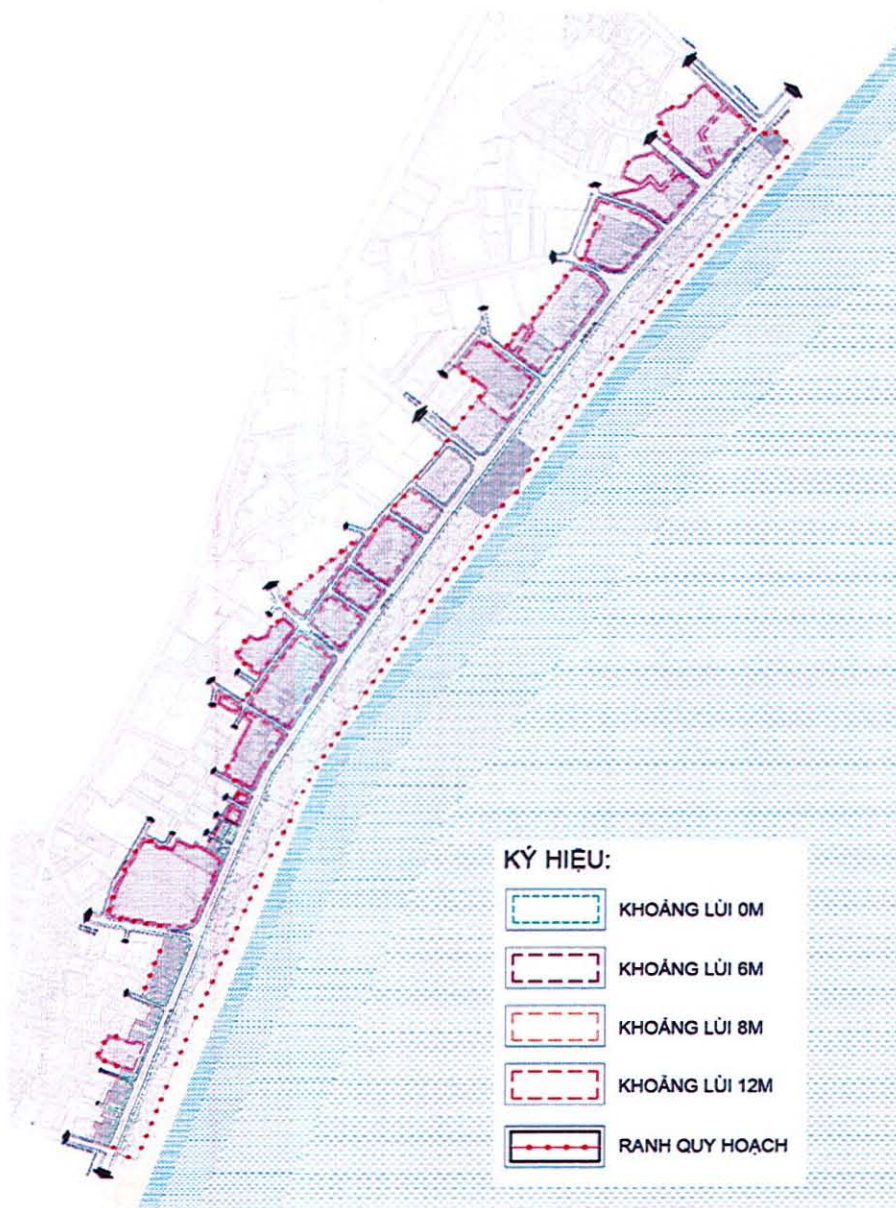 KÝ HIỆU:
KHOẢNG LÙI 0M
KHOẢNG LÙI 6M
KHOẢNG LÙI 8M
KHOẢNG LÙI 12M
RANH QUY HOẠCH